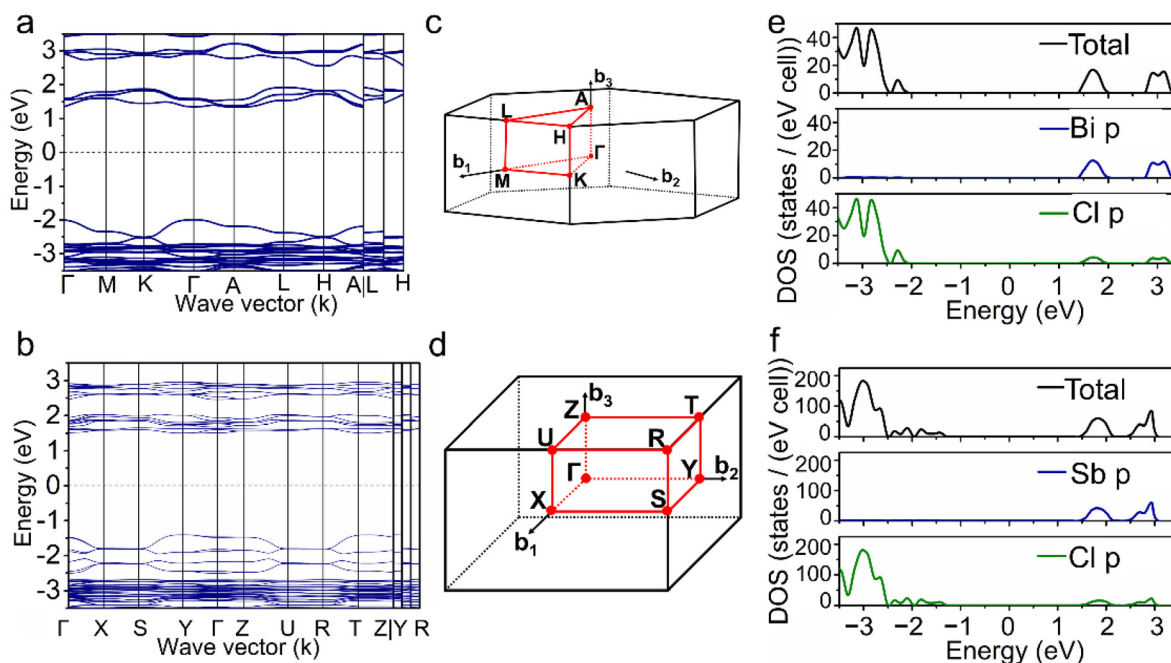 a
3
2
1
0
-1
-2
-3
Energy (eV)
Γ M K Γ A L H A|L H
Wave vector (k)
c
b₃
A
L
H
Γ
b₁
M
K
b₂
e
40
20
0
Total
40
20
0
Bi p
40
20
0
Cl p
DOS (states / (eV cell))
−3 −2 −1 0 1 2 3
Energy (eV)
b
3
2
1
0
-1
-2
-3
Energy (eV)
Γ X S Y Γ Z U R T Z|Y R
Wave vector (k)
d
Z
b₃
T
U
R
Γ
Y
b₂
X
S
b₁
f
200
100
0
Total
200
100
0
Sb p
200
100
0
Cl p
DOS (states / (eV cell))
−3 −2 −1 0 1 2 3
Energy (eV)